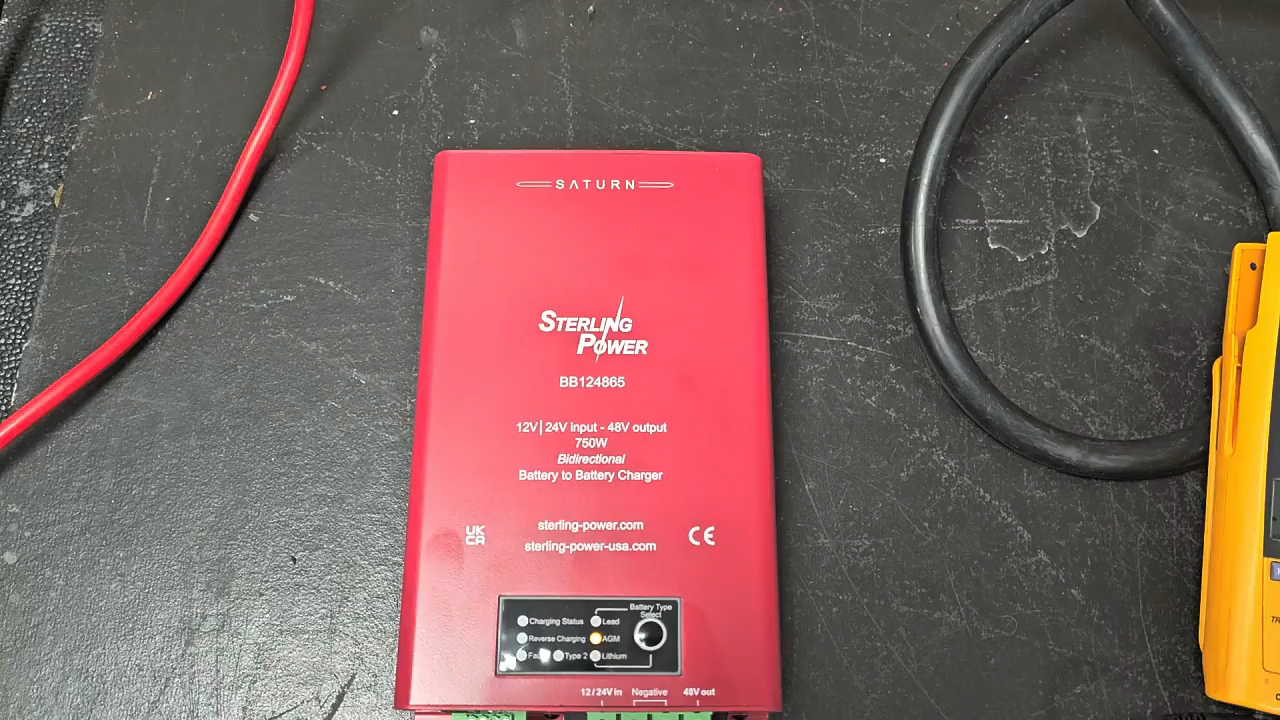 SATURN
STERLING
POWER
BB124865
12V|24V input - 48V output
750W
Bidirectional
Battery to Battery Charger
sterling-power.com
sterling-power-usa.com
UK
CA
CE
Battery Type
Select
Charging Status
Lead
Reverse Charging
AGM
Type 2
Lithium
12/24V in
Negative
48V out